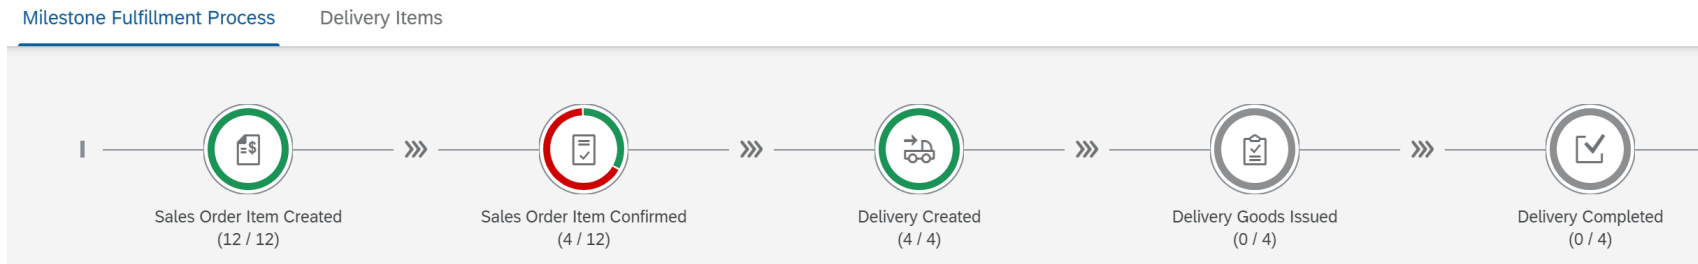 Milestone Fulfillment Process
Delivery Items
Sales Order Item Created
(12 / 12)
Sales Order Item Confirmed
(4 / 12)
Delivery Created
(4 / 4)
Delivery Goods Issued
(0 / 4)
Delivery Completed
(0 / 4)